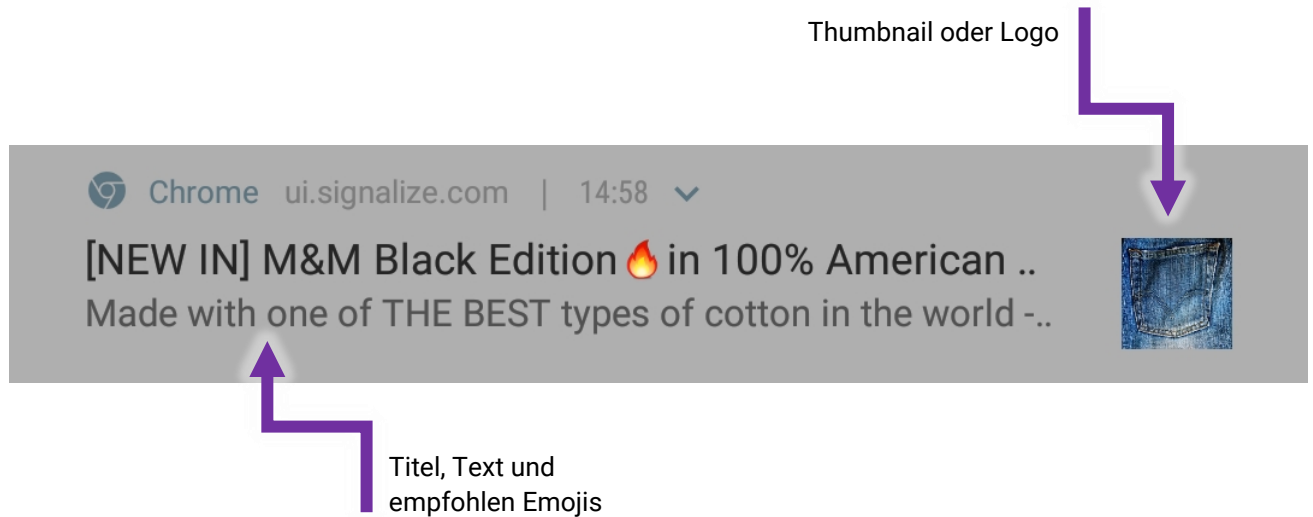 Thumbnail oder Logo
Chrome ui.signalize.com | 14:58
[NEW IN] M&M Black Edition🔥in 100% American ..
Made with one of THE BEST types of cotton in the world -..
Titel, Text und
empfohlen Emojis